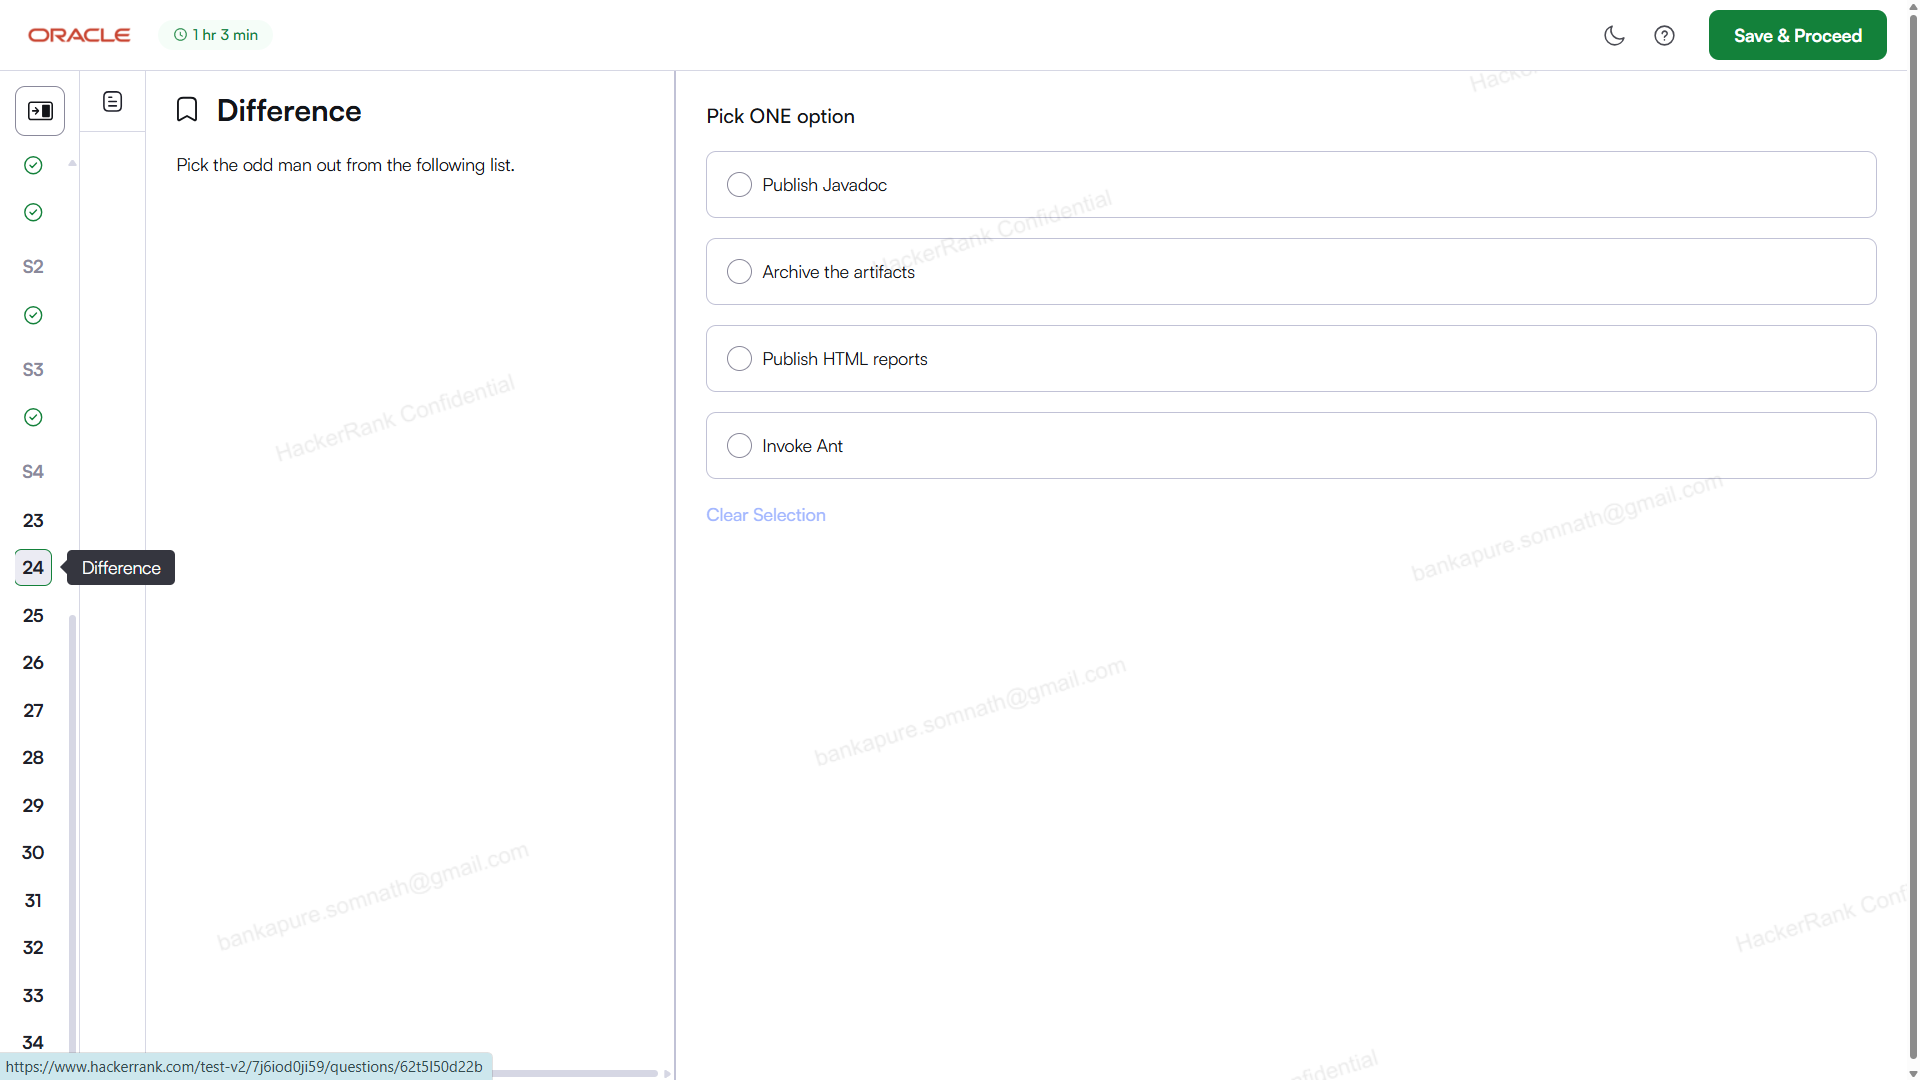 ORACLE
1 hr 3 min
Save & Proceed
Difference
Pick the odd man out from the following list.
S2
S3
S4
23
24
Difference
25
26
27
28
29
30
31
32
33
34
Pick ONE option
Publish Javadoc
Archive the artifacts
Publish HTML reports
Invoke Ant
Clear Selection
HackerRank Confidential
HackerRank Confidential
bankapure.somnath@gmail.com
bankapure.somnath@gmail.com
bankapure.somnath@gmail.com
HackerRank Conf
https://www.hackerrank.com/test-v2/7j6iod0ji59/questions/62t5l50d22b